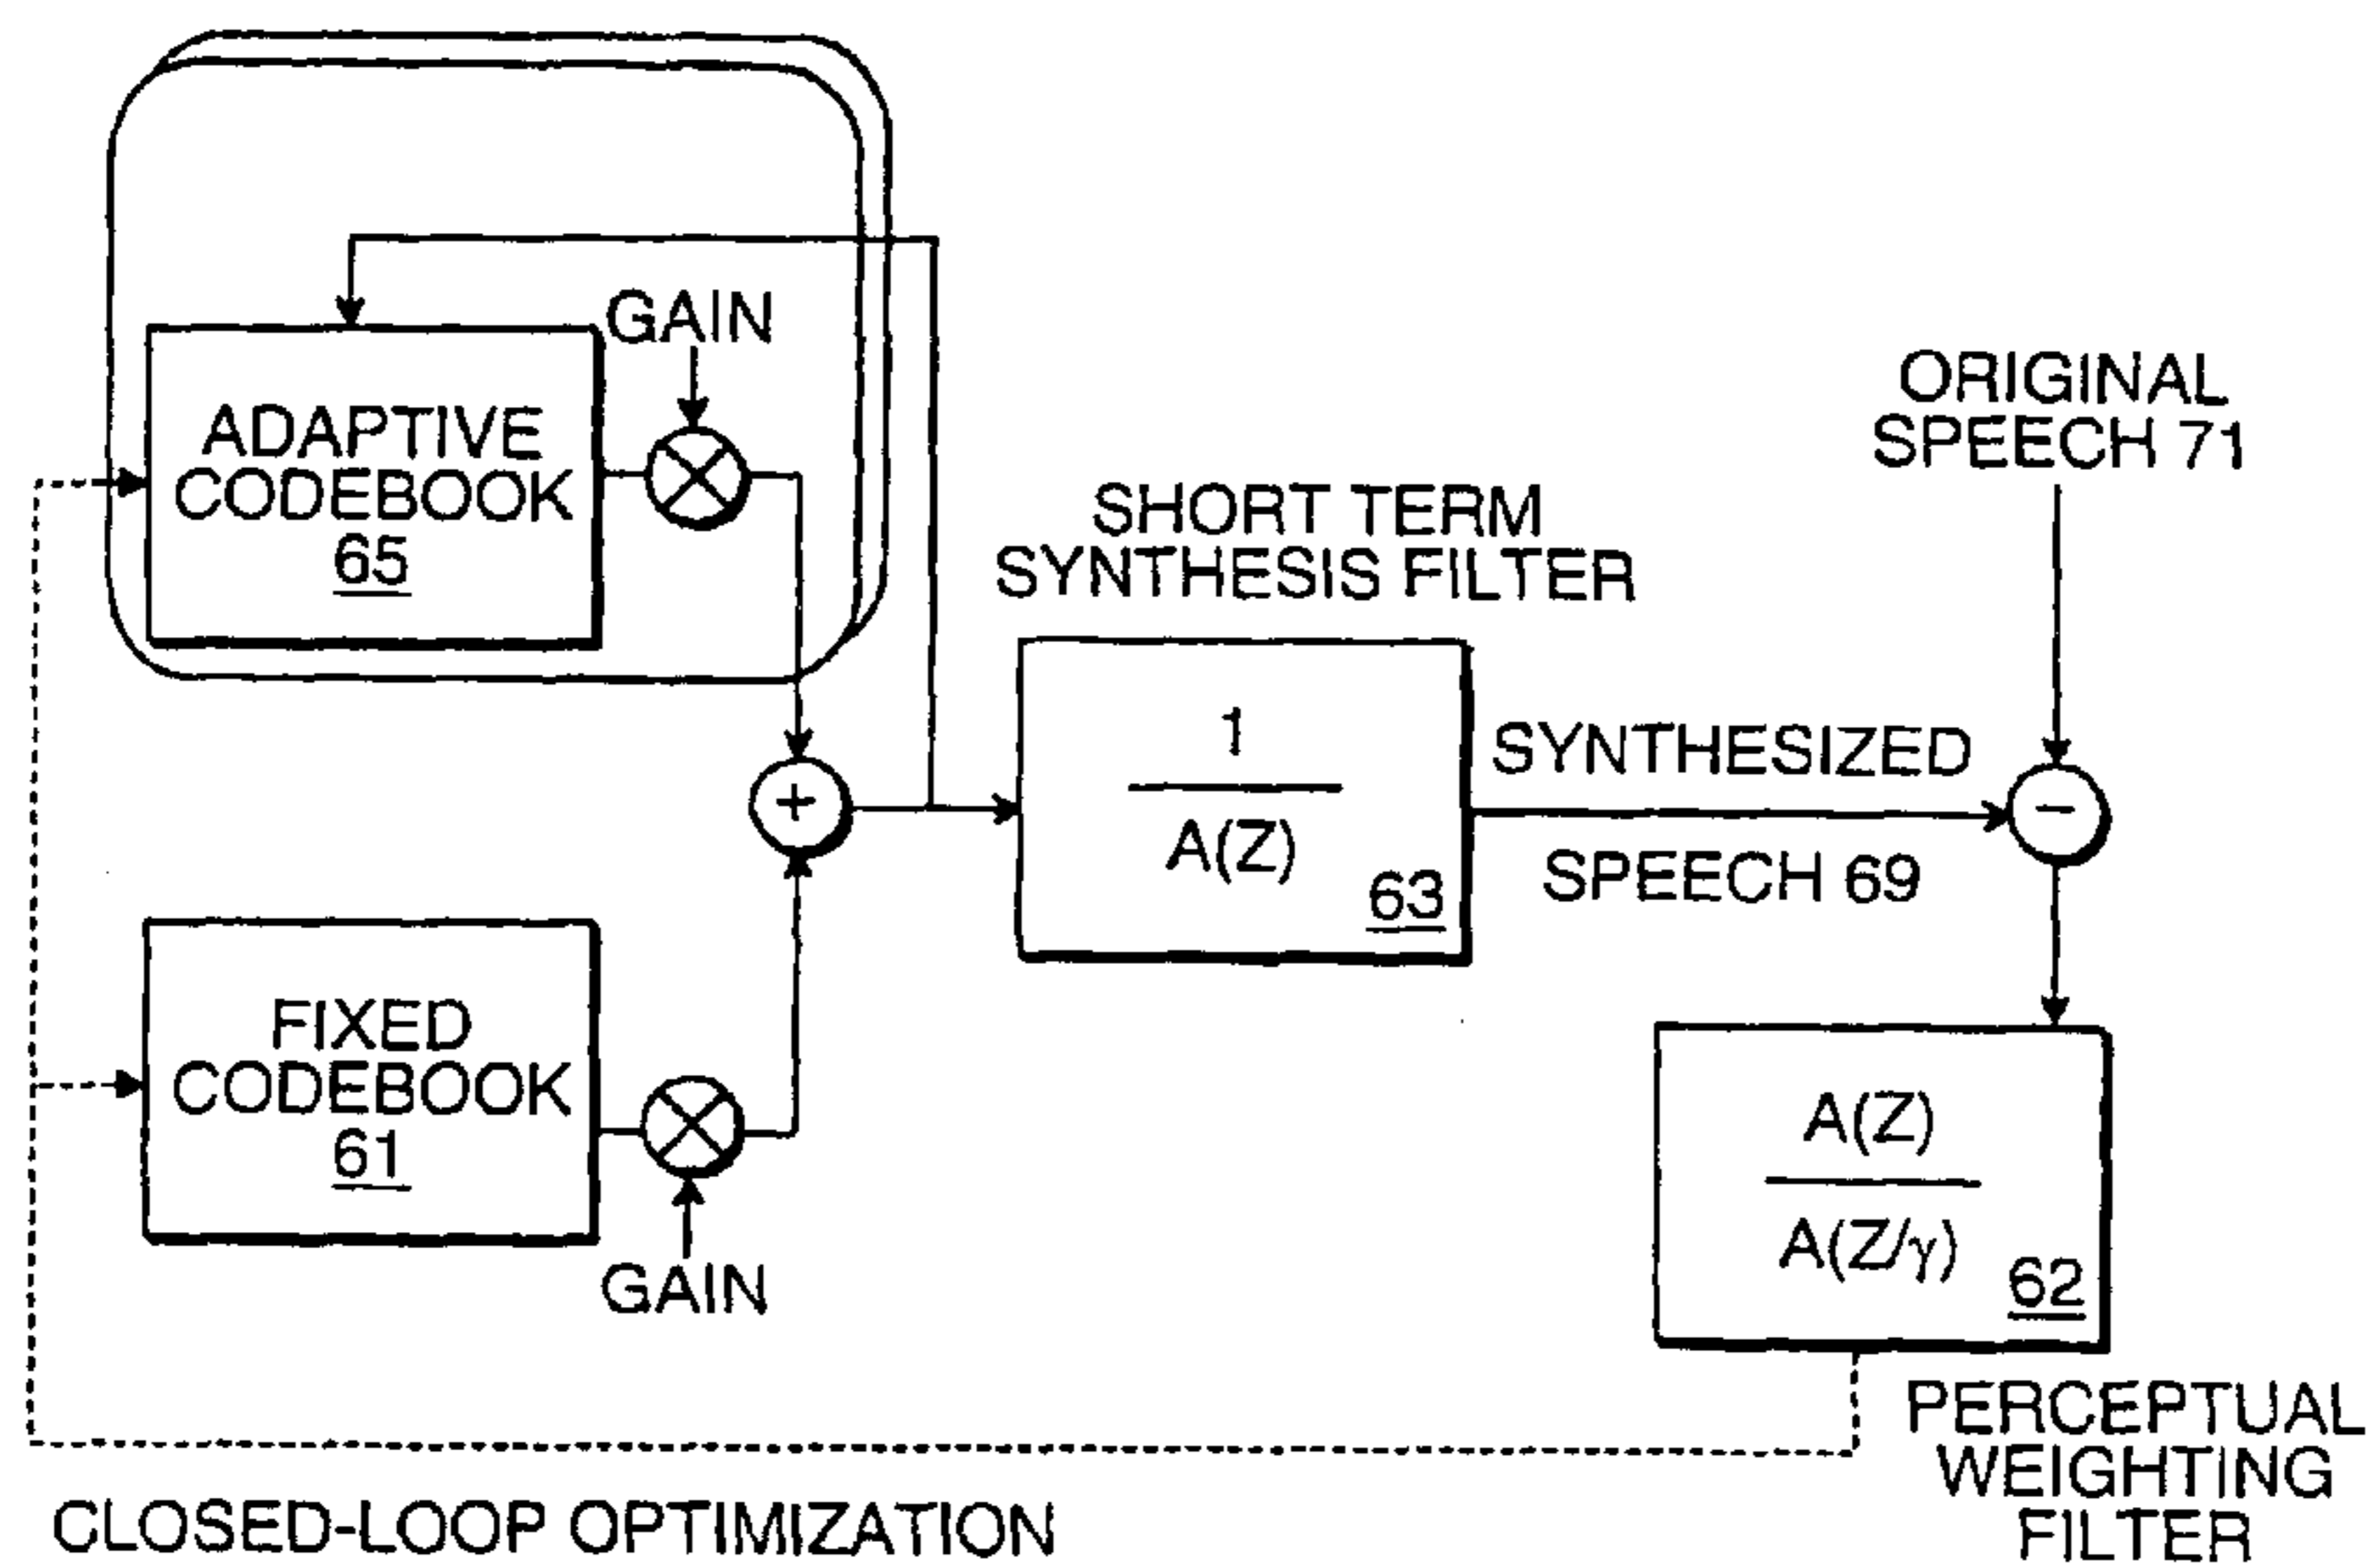 GAIN
ADAPTIVE
CODEBOOK
65
ORIGINAL
SPEECH 71
SHORT TERM
SYNTHESIS FILTER
+
1
A(Z)
63
SYNTHESIZED
SPEECH 69
−
FIXED
CODEBOOK
61
GAIN
A(Z)
A(Z/γ)
62
PERCEPTUAL
WEIGHTING
FILTER
CLOSED-LOOP OPTIMIZATION